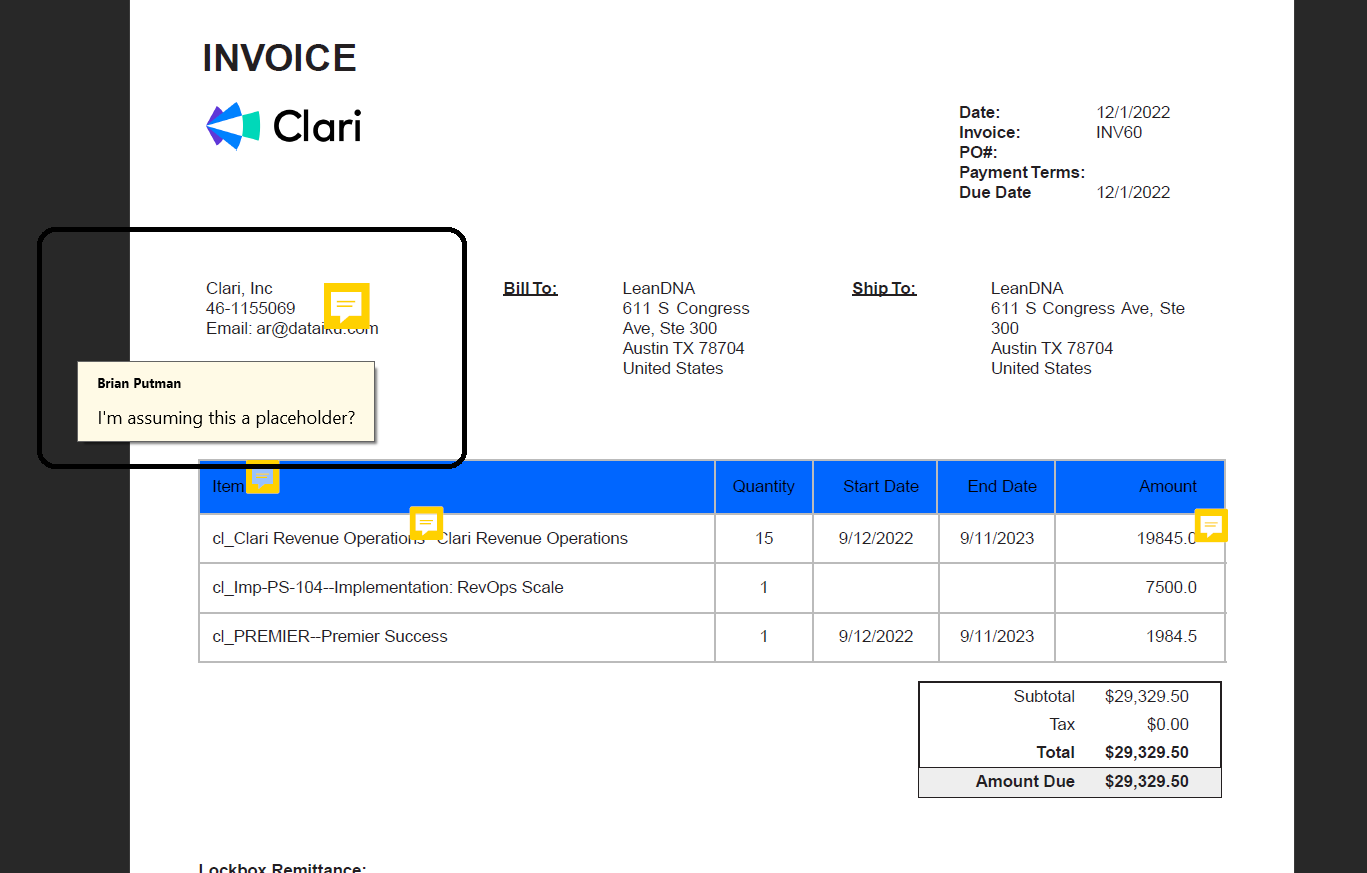 INVOICE
Clari
Date: 12/1/2022
Invoice: INV60
PO#:
Payment Terms:
Due Date 12/1/2022
Clari, Inc
46-1155069
Email: ar@dataiku.com
Bill To:
LeanDNA
611 S Congress
Ave, Ste 300
Austin TX 78704
United States
Ship To:
LeanDNA
611 S Congress Ave, Ste
300
Austin TX 78704
United States
Brian Putman
I'm assuming this a placeholder?
Item Quantity Start Date End Date Amount
cl_Clari Revenue Operations--Clari Revenue Operations 15 9/12/2022 9/11/2023 19845.0
cl_Imp-PS-104--Implementation: RevOps Scale 1 7500.0
cl_PREMIER--Premier Success 1 9/12/2022 9/11/2023 1984.5
Subtotal $29,329.50
Tax $0.00
Total $29,329.50
Amount Due $29,329.50
Lockbox Remittance: